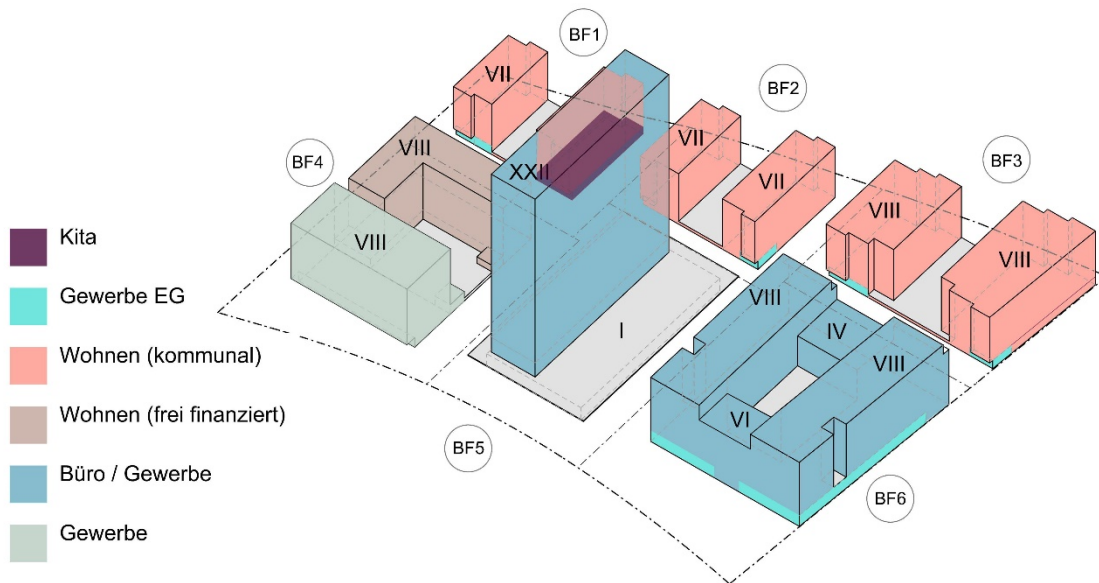 BF1
VII
BF2
BF4
VIII
XXII
VII
VII
BF3
VIII
VIII
VIII
VIII
IV
VIII
I
VI
BF5
BF6
Kita
Gewerbe EG
Wohnen (kommunal)
Wohnen (frei finanziert)
Büro / Gewerbe
Gewerbe